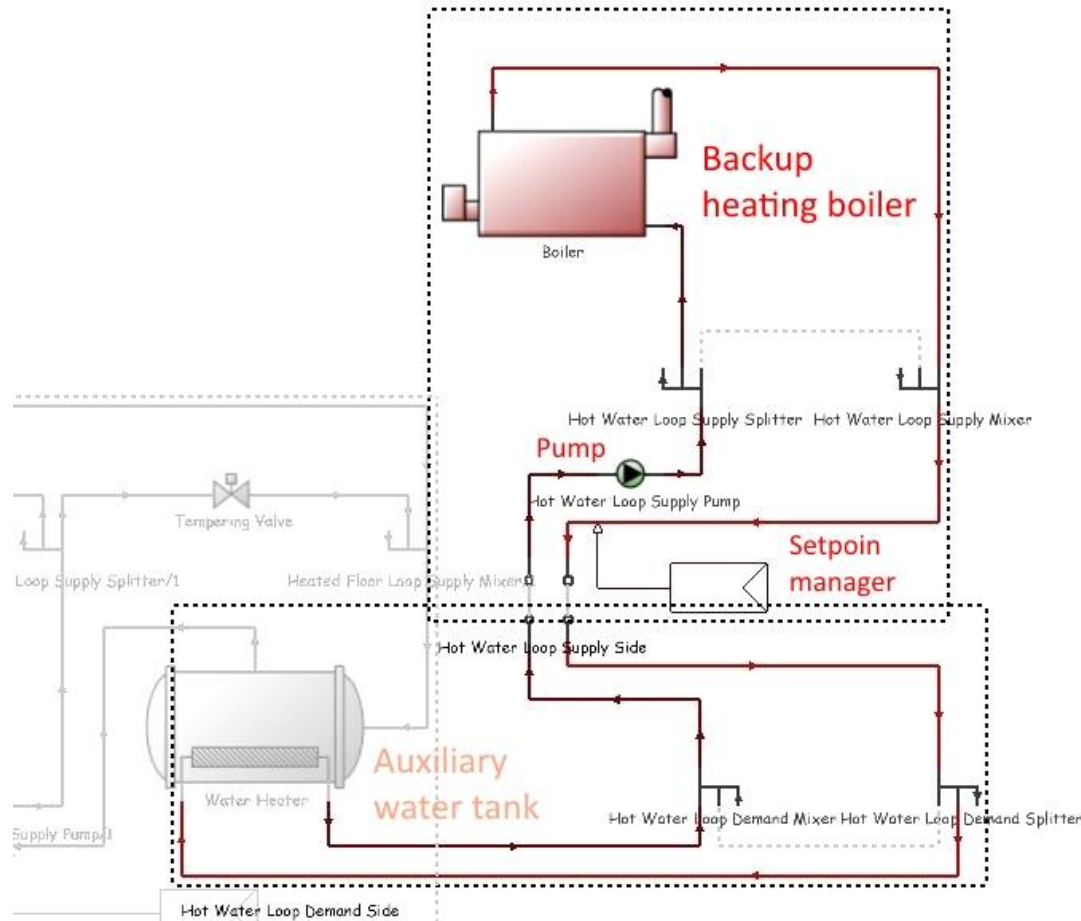 Backup
heating boiler
Boiler
Hot Water Loop Supply Splitter
Hot Water Loop Supply Mixer
Pump
Hot Water Loop Supply Pump
Tempering Valve
Setpoin
manager
Loop Supply Splitter/1
Heated Floor Loop Supply Mixer/1
Hot Water Loop Supply Side
Auxiliary
water tank
Water Heater
Supply Pump/1
Hot Water Loop Demand Mixer
Hot Water Loop Demand Splitter
Hot Water Loop Demand Side